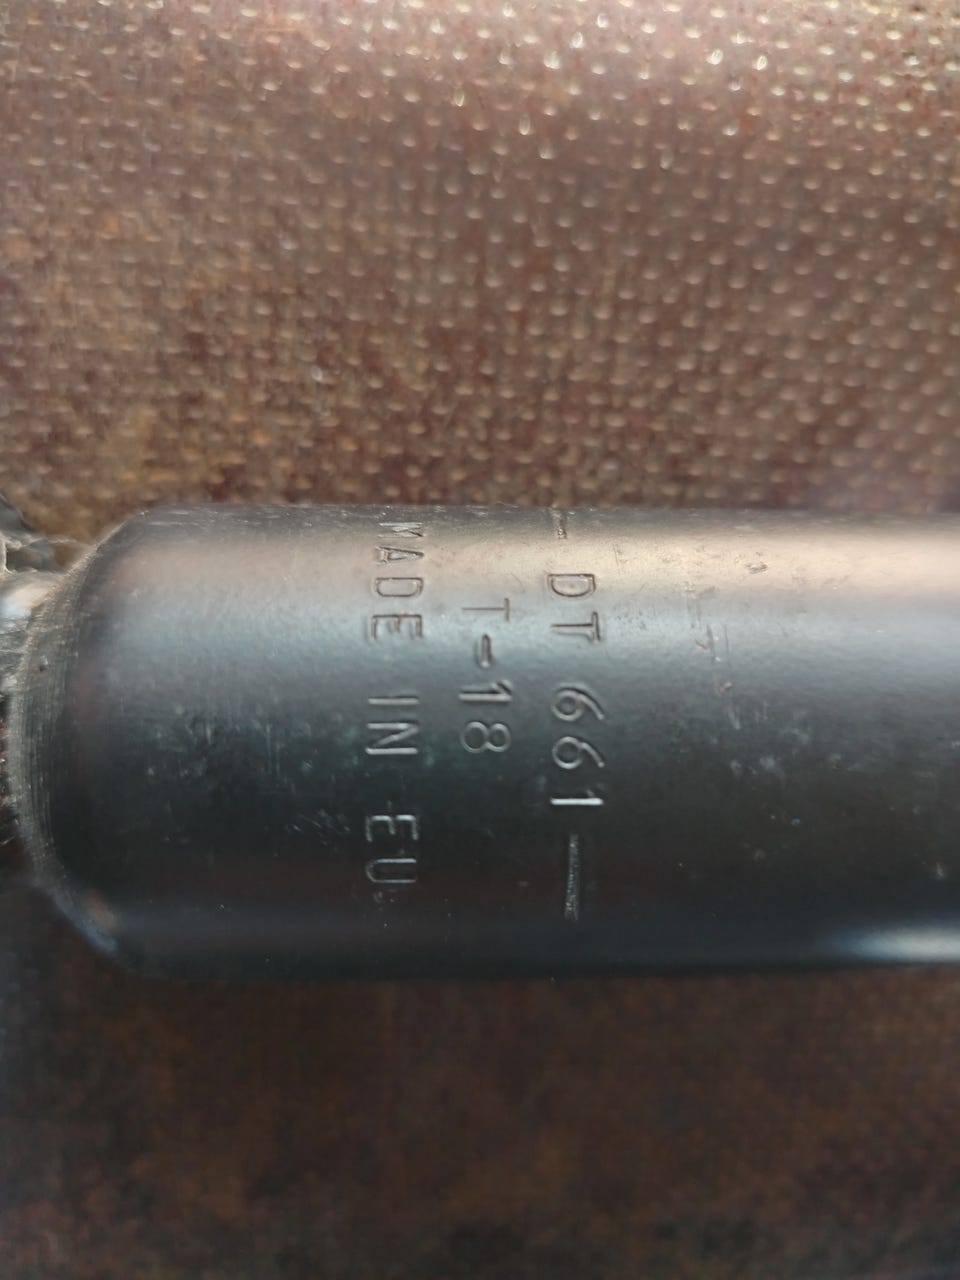 — DT 661 —
T-18
MADE IN EU